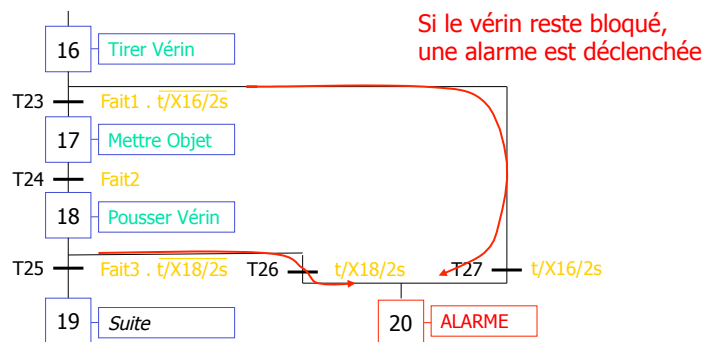 Si le vérin reste bloqué,
une alarme est déclenchée
16 Tirer Vérin
T23 Fait1 . t/X16/2s
17 Mettre Objet
T24 Fait2
18 Pousser Vérin
T25 Fait3 . t/X18/2s T26 t/X18/2s T27 t/X16/2s
19 Suite 20 ALARME